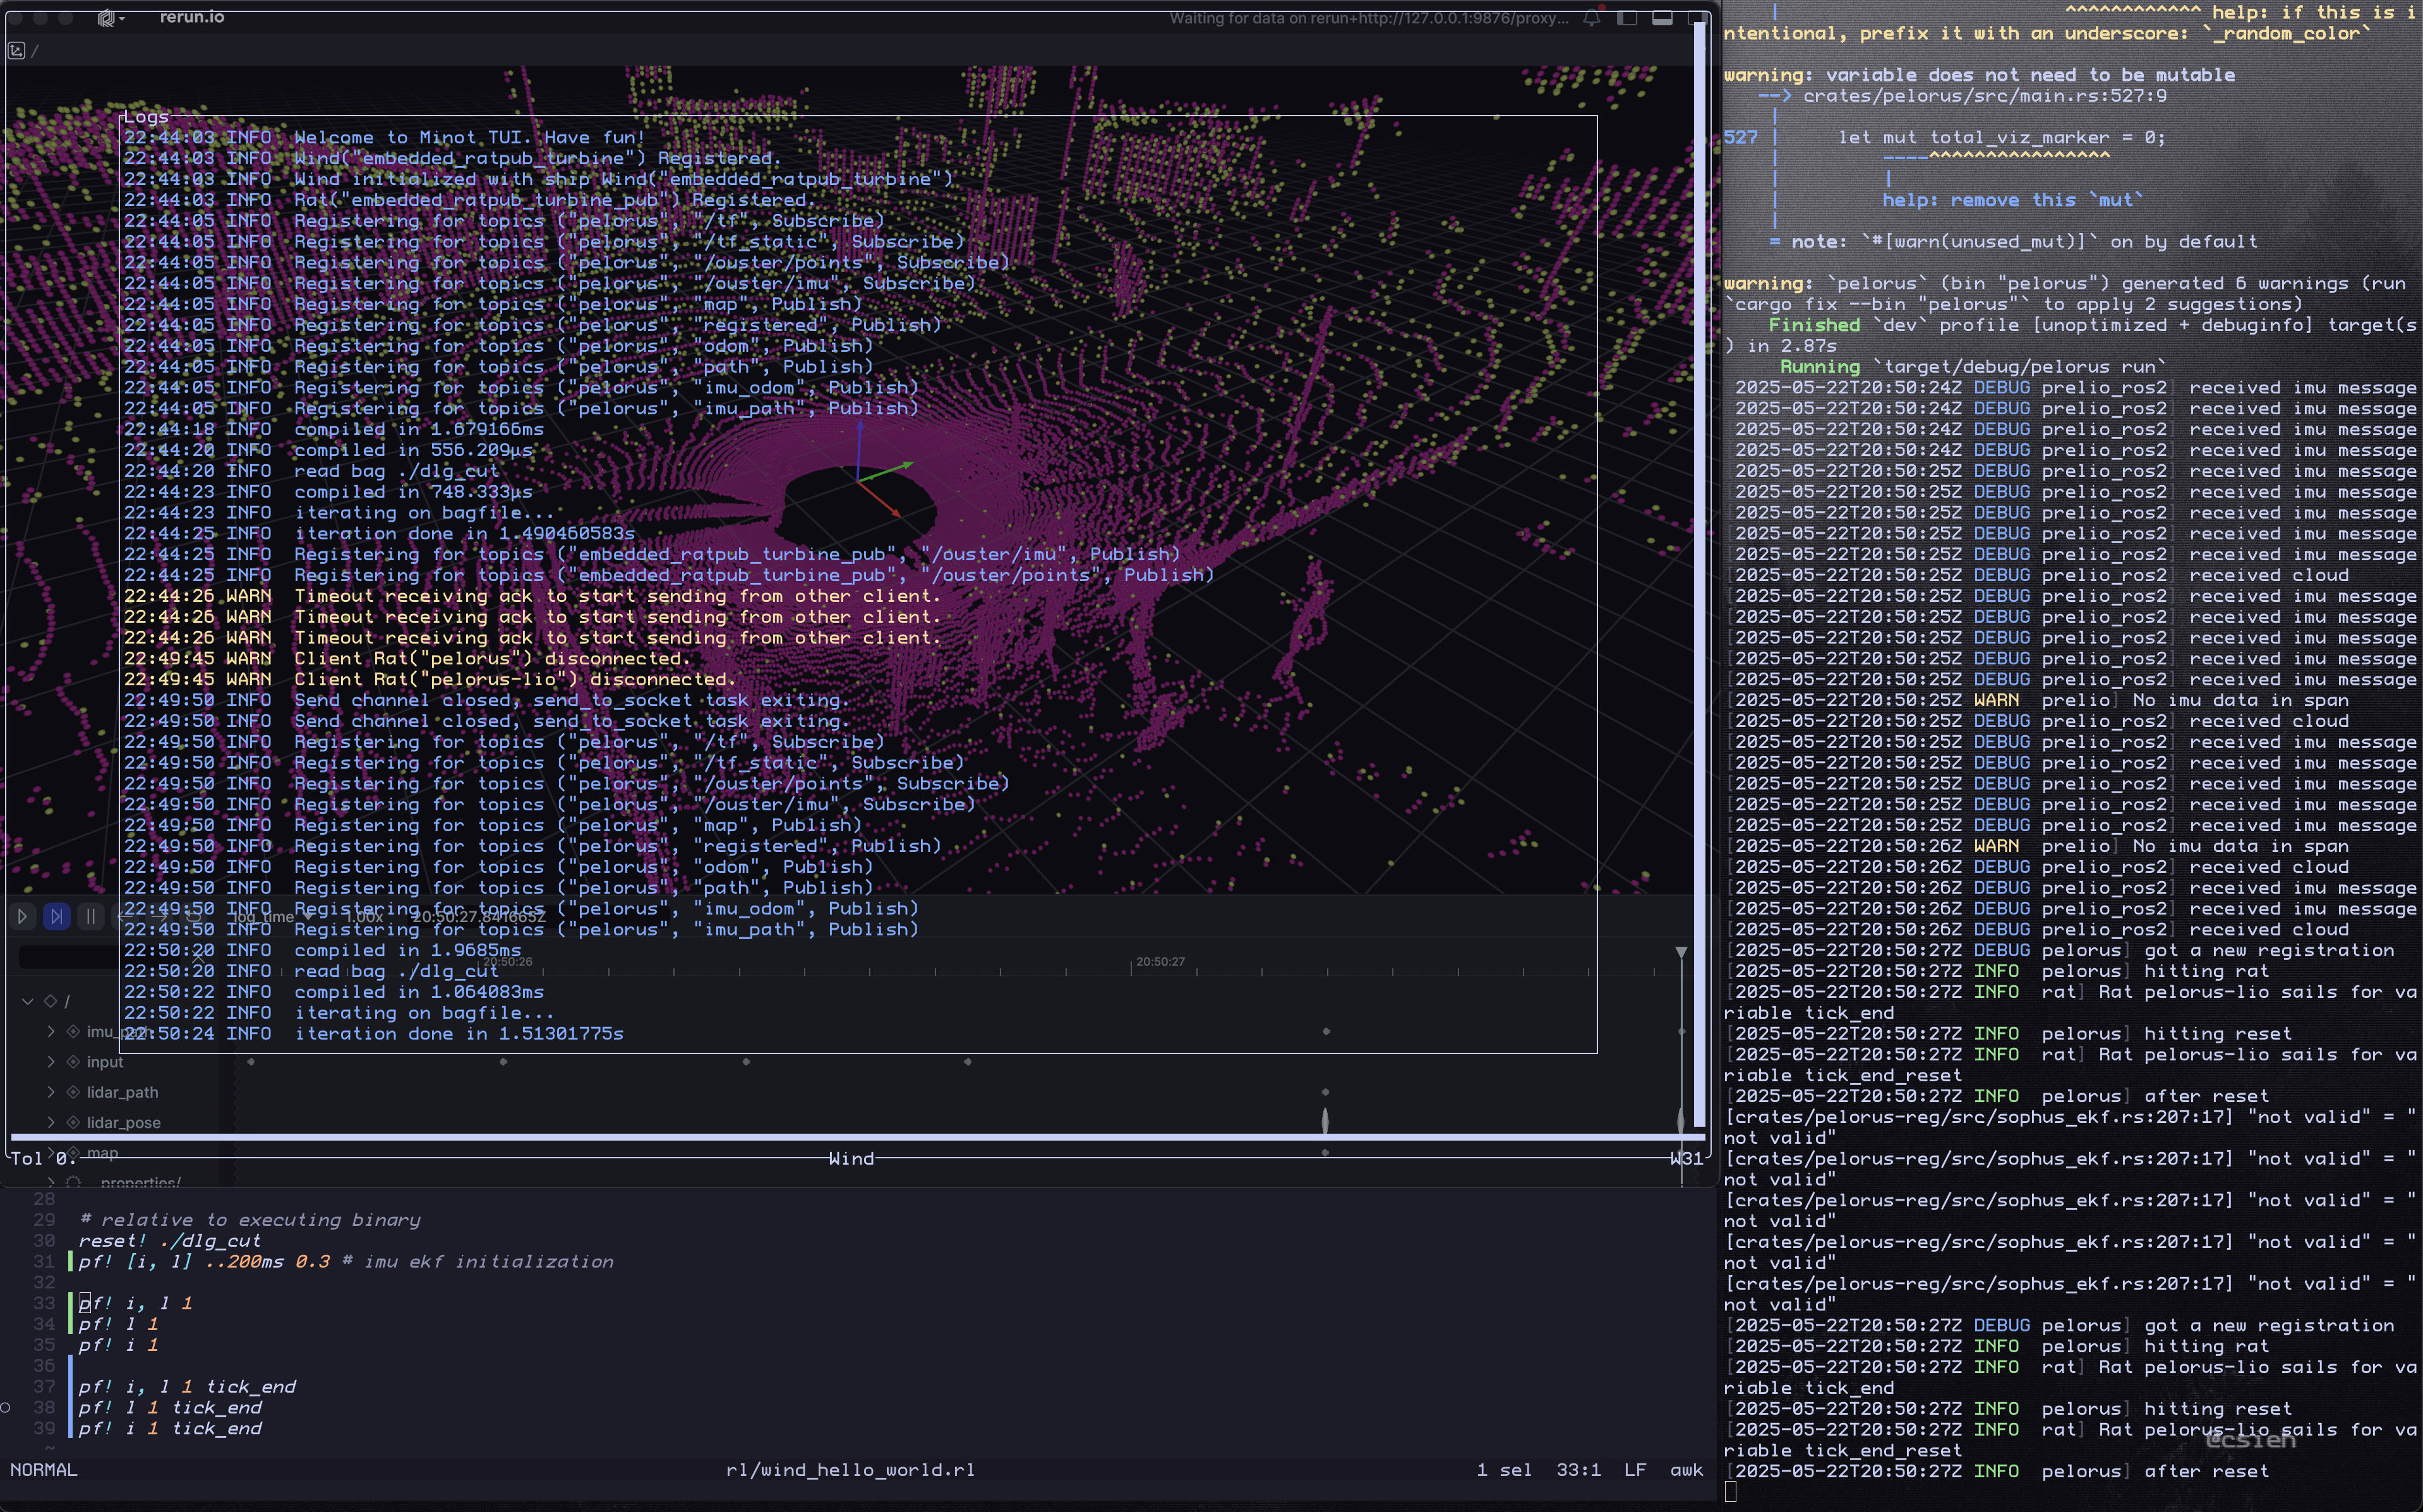 rerun.io
Waiting for data on rerun+http://127.0.0.1:9876/proxy...
/
Logs
22:44:03 INFO Welcome to Minot TUI. Have fun!
22:44:03 INFO Wind("embedded_ratpub_turbine") Registered.
22:44:03 INFO Wind initialized with ship Wind("embedded_ratpub_turbine")
22:44:03 INFO Rat("embedded_ratpub_turbine_pub") Registered.
22:44:05 INFO Registering for topics ("pelorus", "/tf", Subscribe)
22:44:05 INFO Registering for topics ("pelorus", "/tf_static", Subscribe)
22:44:05 INFO Registering for topics ("pelorus", "/ouster/points", Subscribe)
22:44:05 INFO Registering for topics ("pelorus", "/ouster/imu", Subscribe)
22:44:05 INFO Registering for topics ("pelorus", "map", Publish)
22:44:05 INFO Registering for topics ("pelorus", "registered", Publish)
22:44:05 INFO Registering for topics ("pelorus", "odom", Publish)
22:44:05 INFO Registering for topics ("pelorus", "path", Publish)
22:44:05 INFO Registering for topics ("pelorus", "imu_odom", Publish)
22:44:05 INFO Registering for topics ("pelorus", "imu_path", Publish)
22:44:18 INFO compiled in 1.679166ms
22:44:20 INFO compiled in 556.209µs
22:44:20 INFO read bag ./dlg_cut
22:44:23 INFO compiled in 748.333µs
22:44:23 INFO iterating on bagfile...
22:44:25 INFO iteration done in 1.490460583s
22:44:25 INFO Registering for topics ("embedded_ratpub_turbine_pub", "/ouster/imu", Publish)
22:44:25 INFO Registering for topics ("embedded_ratpub_turbine_pub", "/ouster/points", Publish)
22:44:26 WARN Timeout receiving ack to start sending from other client.
22:44:26 WARN Timeout receiving ack to start sending from other client.
22:44:26 WARN Timeout receiving ack to start sending from other client.
22:49:45 WARN Client Rat("pelorus") disconnected.
22:49:45 WARN Client Rat("pelorus-lio") disconnected.
22:49:50 INFO Send channel closed, send_to_socket task exiting.
22:49:50 INFO Send channel closed, send_to_socket task exiting.
22:49:50 INFO Registering for topics ("pelorus", "/tf", Subscribe)
22:49:50 INFO Registering for topics ("pelorus", "/tf_static", Subscribe)
22:49:50 INFO Registering for topics ("pelorus", "/ouster/points", Subscribe)
22:49:50 INFO Registering for topics ("pelorus", "/ouster/imu", Subscribe)
22:49:50 INFO Registering for topics ("pelorus", "map", Publish)
22:49:50 INFO Registering for topics ("pelorus", "registered", Publish)
22:49:50 INFO Registering for topics ("pelorus", "odom", Publish)
22:49:50 INFO Registering for topics ("pelorus", "path", Publish)
22:49:50 INFO Registering for topics ("pelorus", "imu_odom", Publish)
22:49:50 INFO Registering for topics ("pelorus", "imu_path", Publish)
22:50:20 INFO compiled in 1.9685ms
22:50:20 INFO read bag ./dlg_cut
22:50:22 INFO compiled in 1.064083ms
22:50:22 INFO iterating on bagfile...
22:50:24 INFO iteration done in 1.51301775s
log_time 1.00x 20:50:27.841665Z
20:50:26 20:50:27
/
imu_path
input
lidar_path
lidar_pose
map
properties/
Tol 0. Wind W31
28
29 # relative to executing binary
30 reset! ./dlg_cut
31 pf! [i, l] ..200ms 0.3 # imu ekf initialization
32
33 pf! i, l 1
34 pf! l 1
35 pf! i 1
36
37 pf! i, l 1 tick_end
38 pf! l 1 tick_end
39 pf! i 1 tick_end
~
NORMAL rl/wind_hello_world.rl 1 sel 33:1 LF awk
| ^^^^^^^^^^^^ help: if this is i
ntentional, prefix it with an underscore: `_random_color`
warning: variable does not need to be mutable
--> crates/pelorus/src/main.rs:527:9
|
527 | let mut total_viz_marker = 0;
| ----^^^^^^^^^^^^^^^^
| |
| help: remove this `mut`
|
= note: `#[warn(unused_mut)]` on by default
warning: `pelorus` (bin "pelorus") generated 6 warnings (run
`cargo fix --bin "pelorus"` to apply 2 suggestions)
Finished `dev` profile [unoptimized + debuginfo] target(s
) in 2.87s
Running `target/debug/pelorus run`
[2025-05-22T20:50:24Z DEBUG prelio_ros2] received imu message
[2025-05-22T20:50:24Z DEBUG prelio_ros2] received imu message
[2025-05-22T20:50:24Z DEBUG prelio_ros2] received imu message
[2025-05-22T20:50:24Z DEBUG prelio_ros2] received imu message
[2025-05-22T20:50:25Z DEBUG prelio_ros2] received imu message
[2025-05-22T20:50:25Z DEBUG prelio_ros2] received imu message
[2025-05-22T20:50:25Z DEBUG prelio_ros2] received imu message
[2025-05-22T20:50:25Z DEBUG prelio_ros2] received imu message
[2025-05-22T20:50:25Z DEBUG prelio_ros2] received imu message
[2025-05-22T20:50:25Z DEBUG prelio_ros2] received cloud
[2025-05-22T20:50:25Z DEBUG prelio_ros2] received imu message
[2025-05-22T20:50:25Z DEBUG prelio_ros2] received imu message
[2025-05-22T20:50:25Z DEBUG prelio_ros2] received imu message
[2025-05-22T20:50:25Z DEBUG prelio_ros2] received imu message
[2025-05-22T20:50:25Z DEBUG prelio_ros2] received imu message
[2025-05-22T20:50:25Z WARN prelio] No imu data in span
[2025-05-22T20:50:25Z DEBUG prelio_ros2] received cloud
[2025-05-22T20:50:25Z DEBUG prelio_ros2] received imu message
[2025-05-22T20:50:25Z DEBUG prelio_ros2] received imu message
[2025-05-22T20:50:25Z DEBUG prelio_ros2] received imu message
[2025-05-22T20:50:25Z DEBUG prelio_ros2] received imu message
[2025-05-22T20:50:25Z DEBUG prelio_ros2] received imu message
[2025-05-22T20:50:26Z WARN prelio] No imu data in span
[2025-05-22T20:50:26Z DEBUG prelio_ros2] received cloud
[2025-05-22T20:50:26Z DEBUG prelio_ros2] received imu message
[2025-05-22T20:50:26Z DEBUG prelio_ros2] received imu message
[2025-05-22T20:50:26Z DEBUG prelio_ros2] received cloud
[2025-05-22T20:50:27Z DEBUG pelorus] got a new registration
[2025-05-22T20:50:27Z INFO pelorus] hitting rat
[2025-05-22T20:50:27Z INFO rat] Rat pelorus-lio sails for va
riable tick_end
[2025-05-22T20:50:27Z INFO pelorus] hitting reset
[2025-05-22T20:50:27Z INFO rat] Rat pelorus-lio sails for va
riable tick_end_reset
[2025-05-22T20:50:27Z INFO pelorus] after reset
[crates/pelorus-reg/src/sophus_ekf.rs:207:17] "not valid" = "
not valid"
[crates/pelorus-reg/src/sophus_ekf.rs:207:17] "not valid" = "
not valid"
[crates/pelorus-reg/src/sophus_ekf.rs:207:17] "not valid" = "
not valid"
[crates/pelorus-reg/src/sophus_ekf.rs:207:17] "not valid" = "
not valid"
[crates/pelorus-reg/src/sophus_ekf.rs:207:17] "not valid" = "
not valid"
[2025-05-22T20:50:27Z DEBUG pelorus] got a new registration
[2025-05-22T20:50:27Z INFO pelorus] hitting rat
[2025-05-22T20:50:27Z INFO rat] Rat pelorus-lio sails for va
riable tick_end
[2025-05-22T20:50:27Z INFO pelorus] hitting reset
[2025-05-22T20:50:27Z INFO rat] Rat pelorus-lio sails for va
riable tick_end_reset
@cs1en
[2025-05-22T20:50:27Z INFO pelorus] after reset